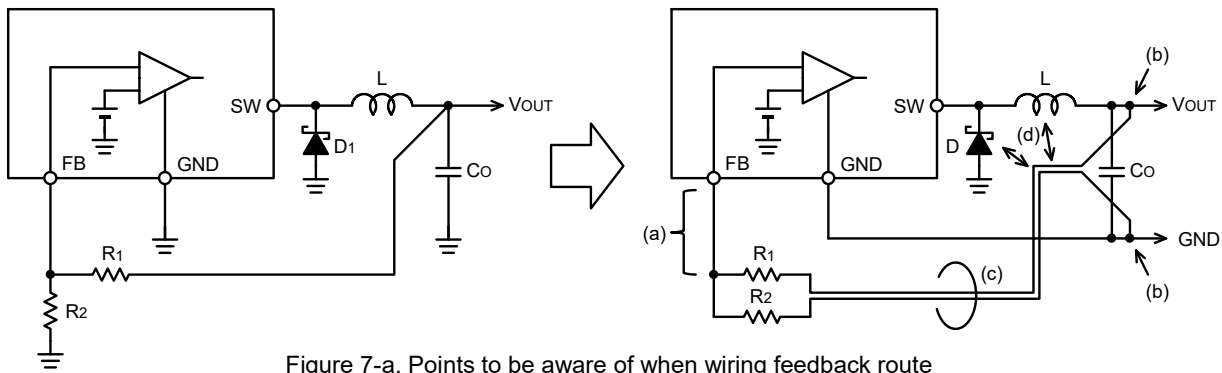 L
SW
VOUT
D1
FB
GND
CO
R1
R2
(b)
L
SW
VOUT
(d)
D
FB
GND
CO
(a)
GND
R1
(c)
(b)
R2
Figure 7-a. Points to be aware of when wiring feedback route